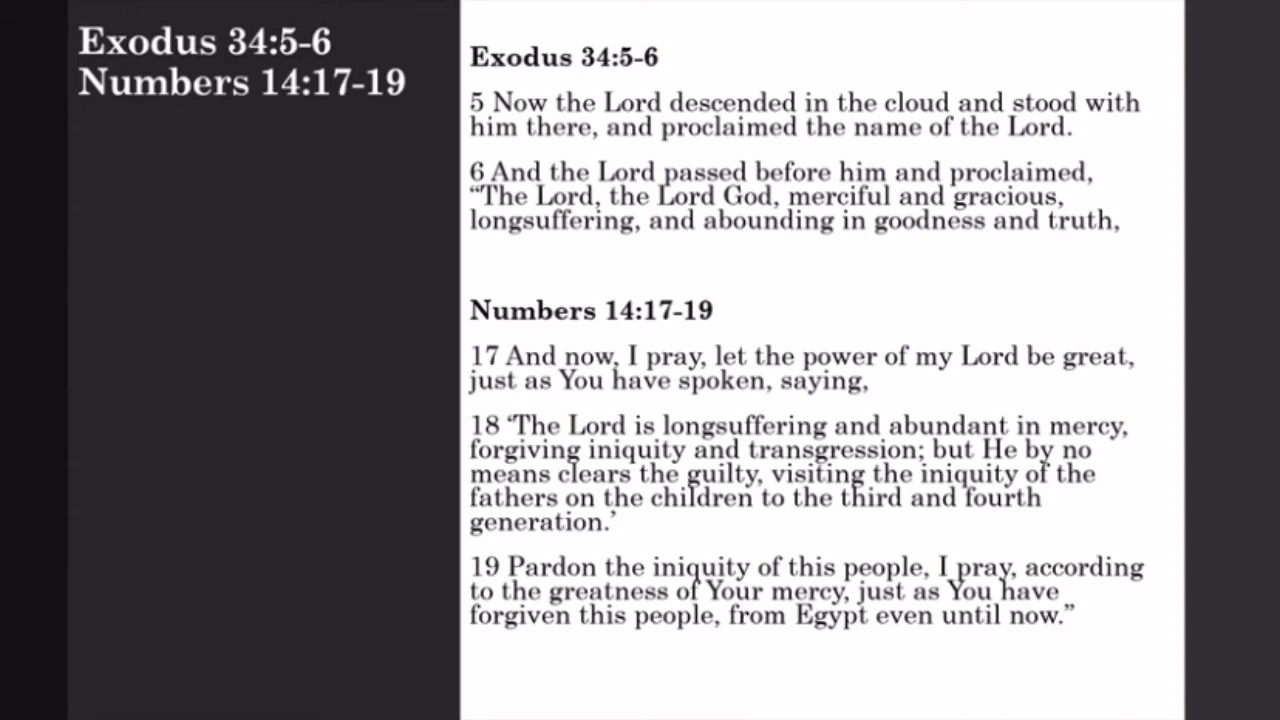 Exodus 34:5-6
Numbers 14:17-19
Exodus 34:5-6
5 Now the Lord descended in the cloud and stood with
him there, and proclaimed the name of the Lord.
6 And the Lord passed before him and proclaimed,
“The Lord, the Lord God, merciful and gracious,
longsuffering, and abounding in goodness and truth,
Numbers 14:17-19
17 And now, I pray, let the power of my Lord be great,
just as You have spoken, saying,
18 ‘The Lord is longsuffering and abundant in mercy,
forgiving iniquity and transgression; but He by no
means clears the guilty, visiting the iniquity of the
fathers on the children to the third and fourth
generation.’
19 Pardon the iniquity of this people, I pray, according
to the greatness of Your mercy, just as You have
forgiven this people, from Egypt even until now.”